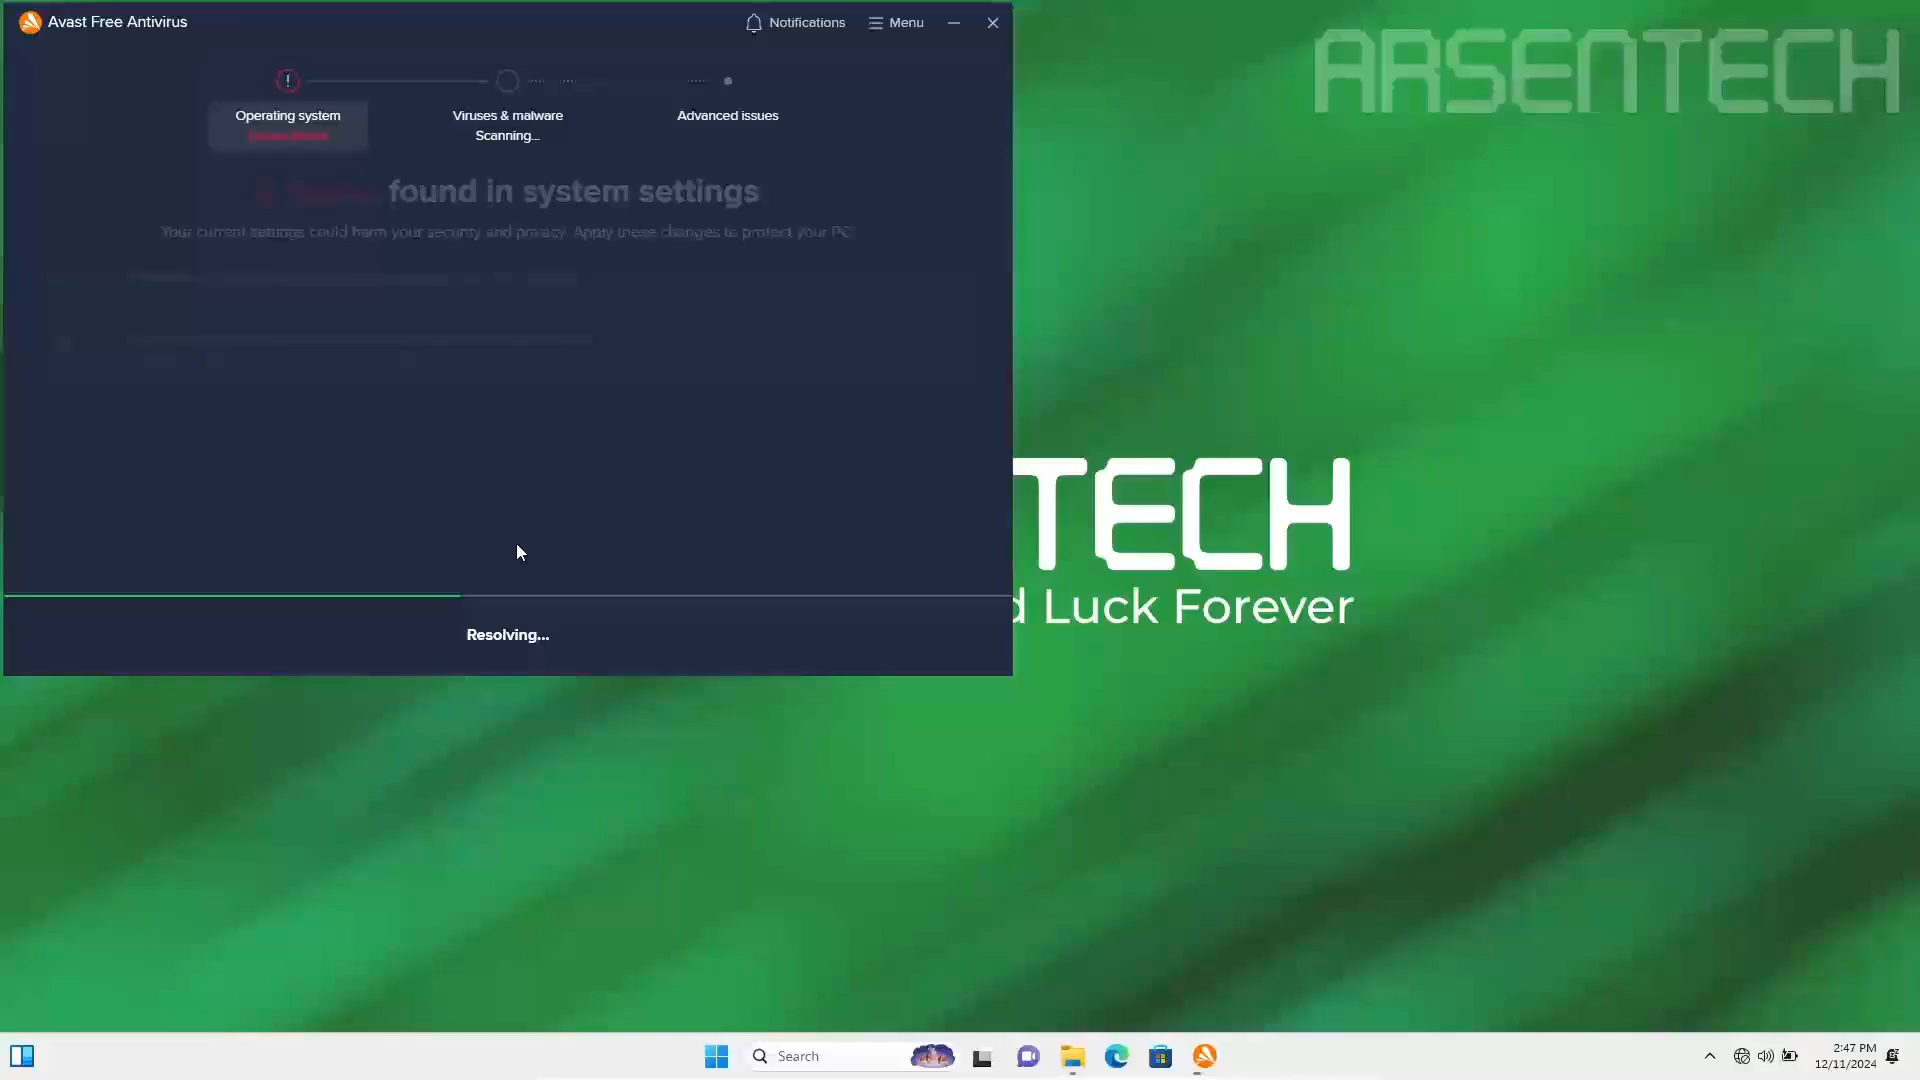 Avast Free Antivirus
Notifications
Menu
ARSENTECH
Operating system
Viruses & malware
Scanning...
Advanced issues
found in system settings
Your current settings could harm your security and privacy. Apply these changes to protect your PC.
TECH
d Luck Forever
Resolving...
Search
2:47 PM
12/11/2024